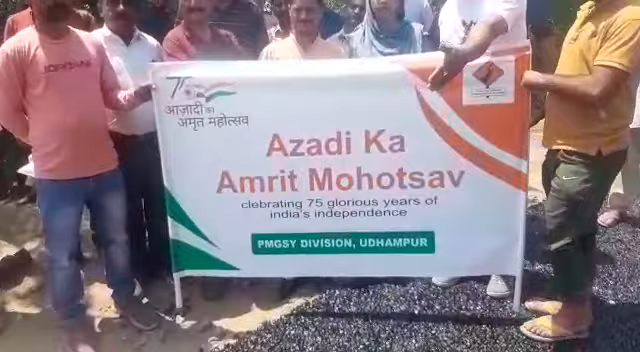 75
आज़ादी का
अमृत महोत्सव
Azadi Ka
Amrit Mohotsav
clebrating 75 glorious years of
india's independence
PMGSY DIVISION, UDHAMPUR